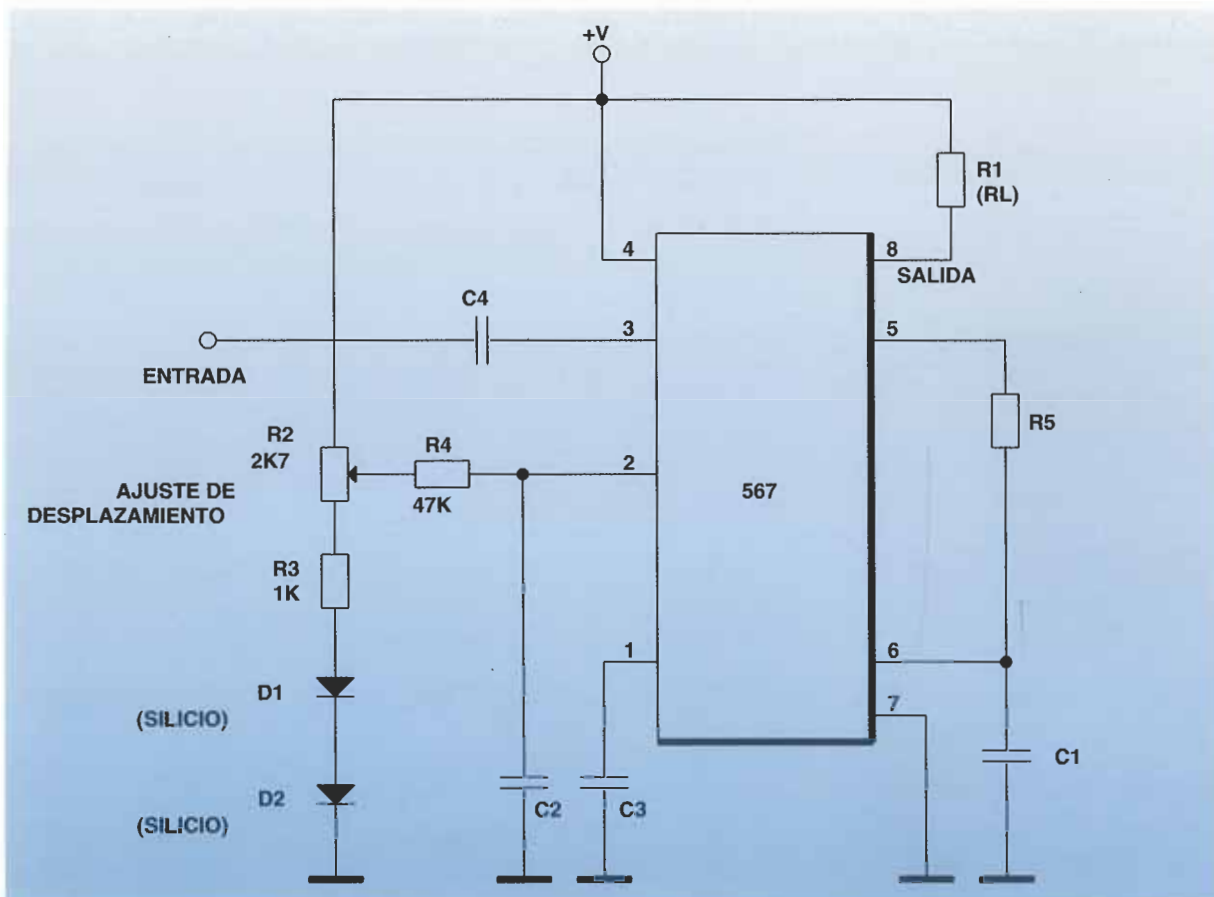 +V
R1
(RL)
4
8
SALIDA
C4
3
5
ENTRADA
R2
2K7
R4
47K
2
567
R5
AJUSTE DE
DESPLAZAMIENTO
R3
1K
1
6
D1
(SILICIO)
7
C1
D2
C2
C3
(SILICIO)